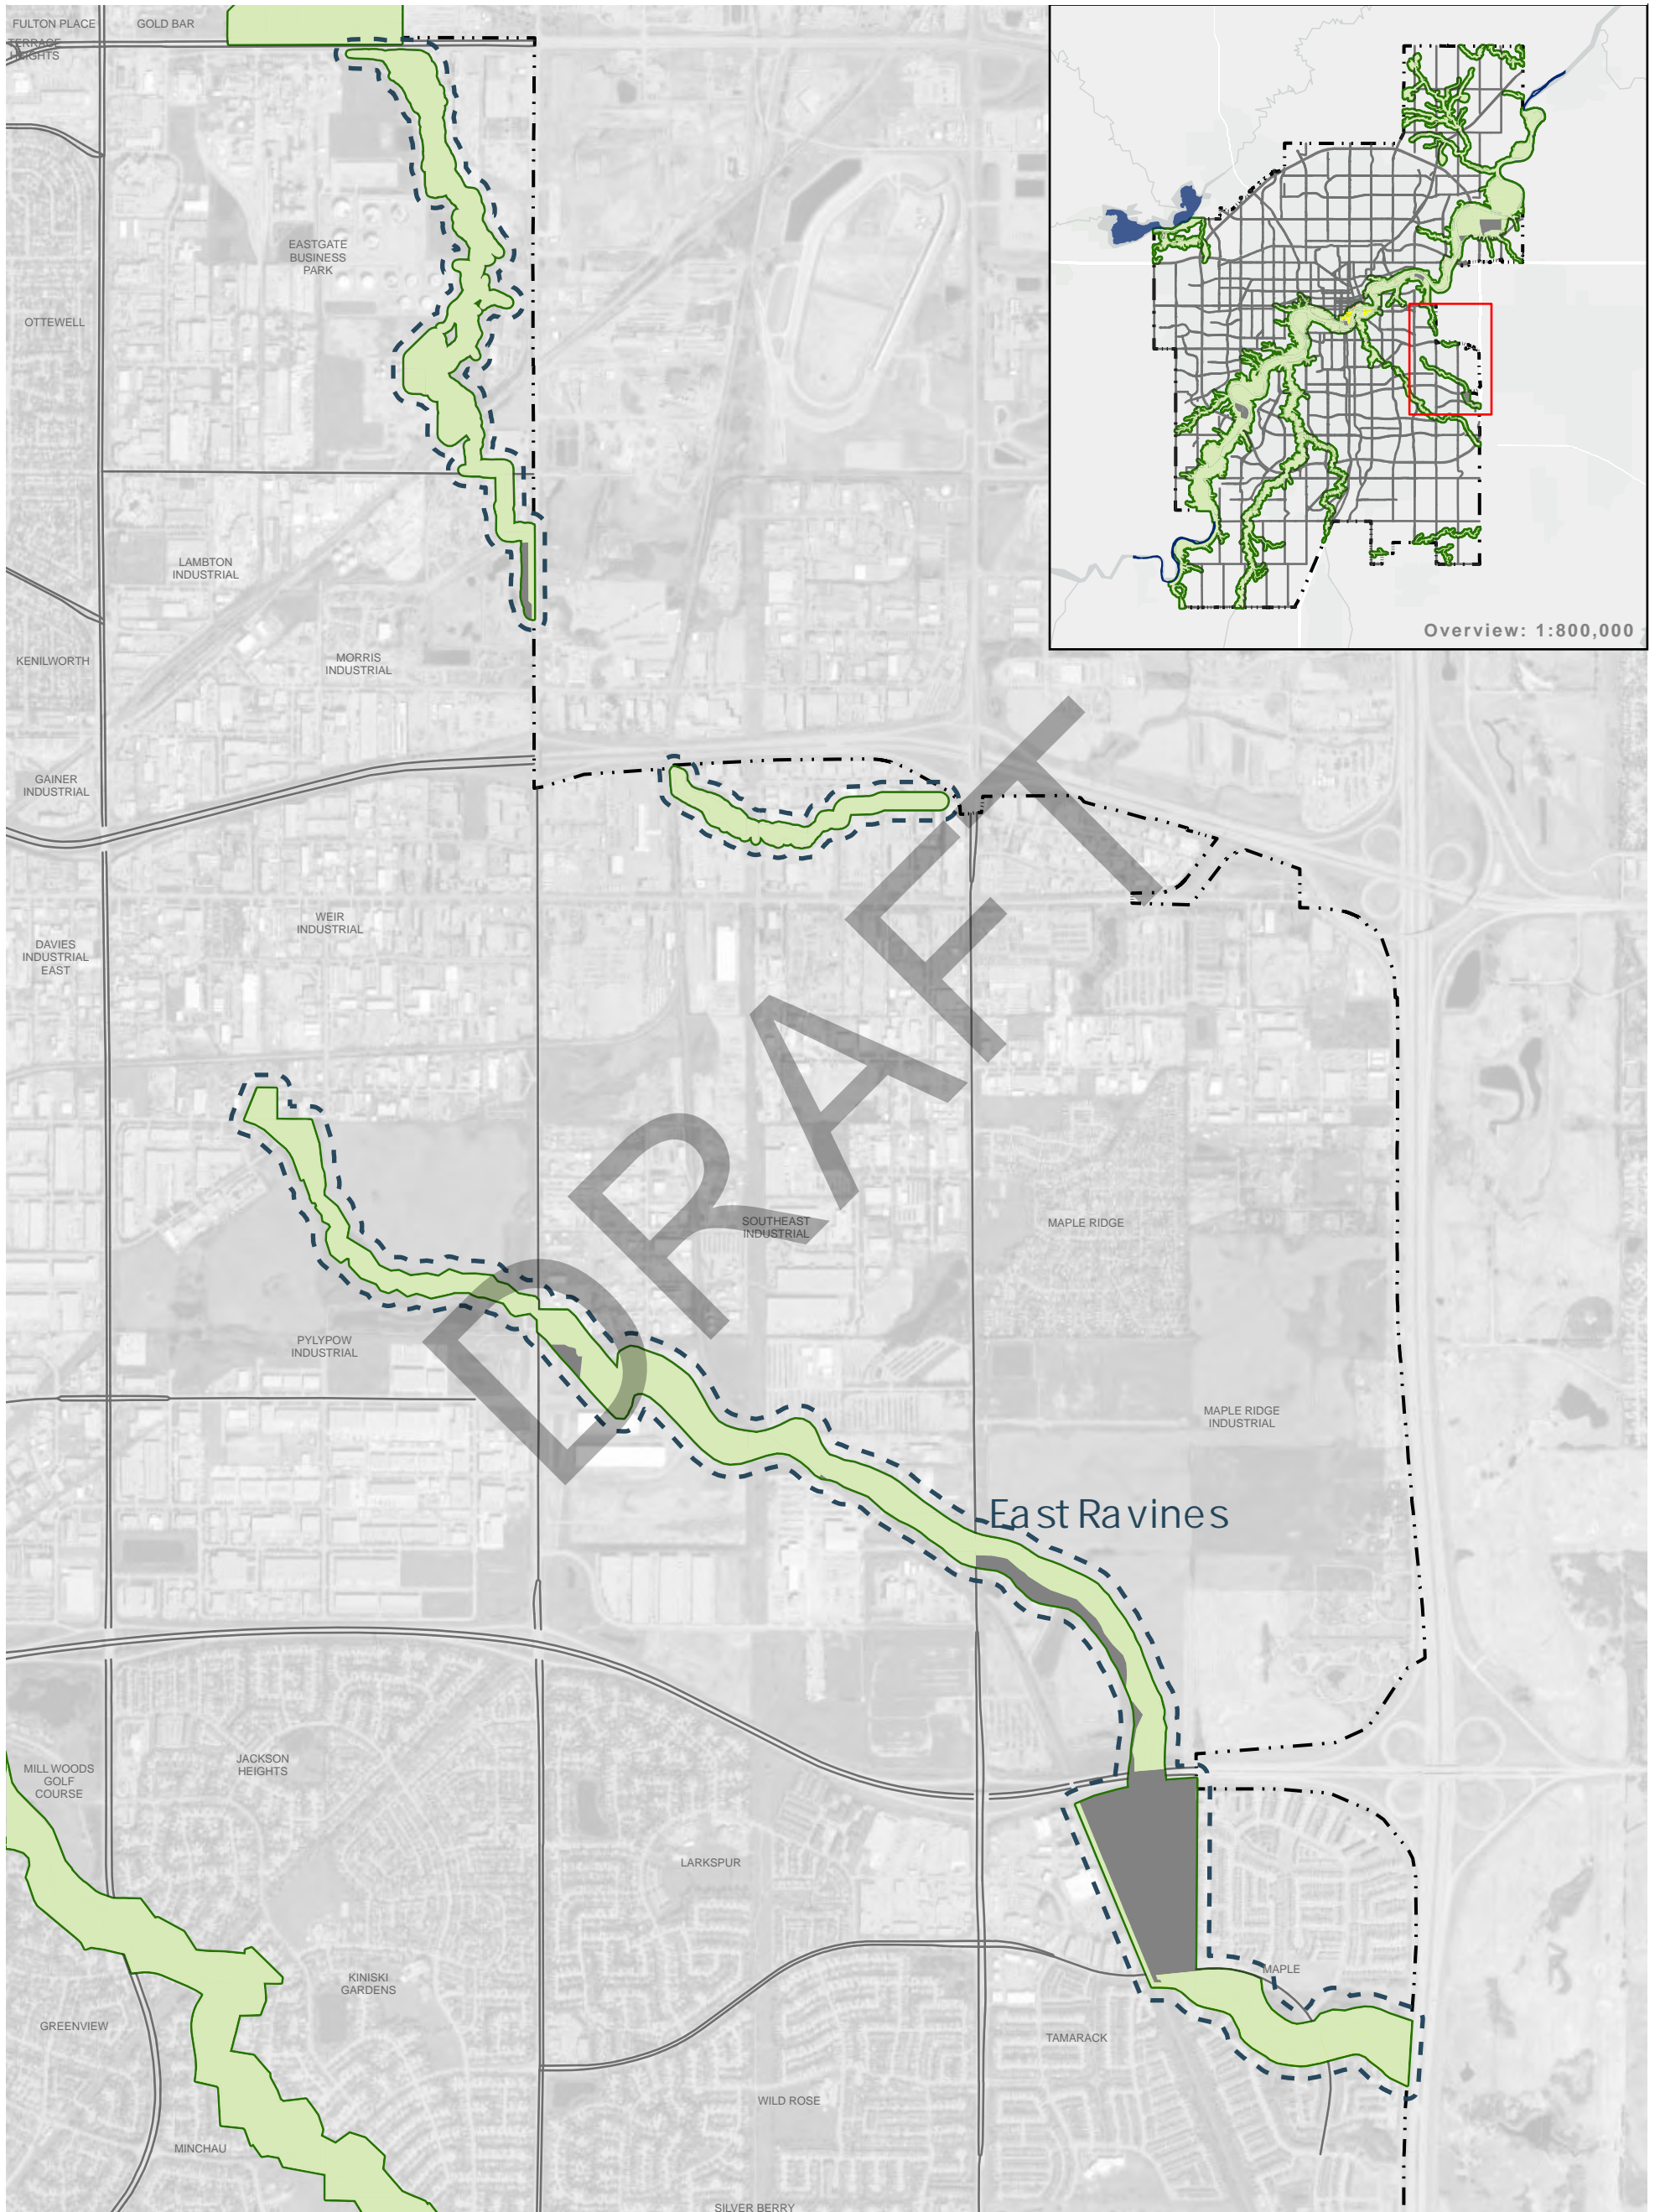 FULTON PLACE
GOLD BAR
TERRACE
HEIGHTS
EASTGATE
BUSINESS
PARK
OTTEWELL
LAMBTON
INDUSTRIAL
KENILWORTH
MORRIS
INDUSTRIAL
Overview: 1:800,000
GAINER
INDUSTRIAL
WEIR
INDUSTRIAL
DAVIES
INDUSTRIAL
EAST
DRAFT
SOUTHEAST
INDUSTRIAL
MAPLE RIDGE
PYLYPOW
INDUSTRIAL
MAPLE RIDGE
INDUSTRIAL
East Ravines
MILL WOODS
GOLF
COURSE
JACKSON
HEIGHTS
LARKSPUR
KINISKI
GARDENS
MAPLE
GREENVIEW
TAMARACK
WILD ROSE
MINCHAU
SILVER BERRY